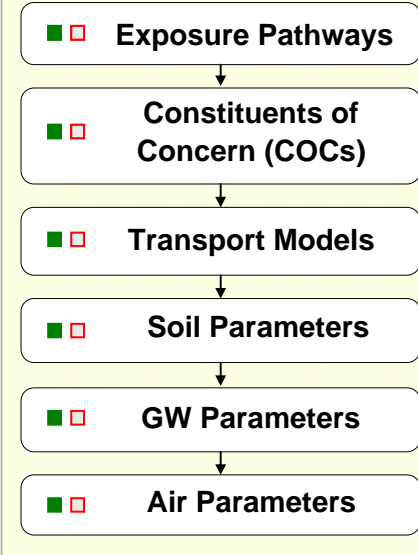 Exposure Pathways
Constituents of
Concern (COCs)
Transport Models
Soil Parameters
GW Parameters
Air Parameters